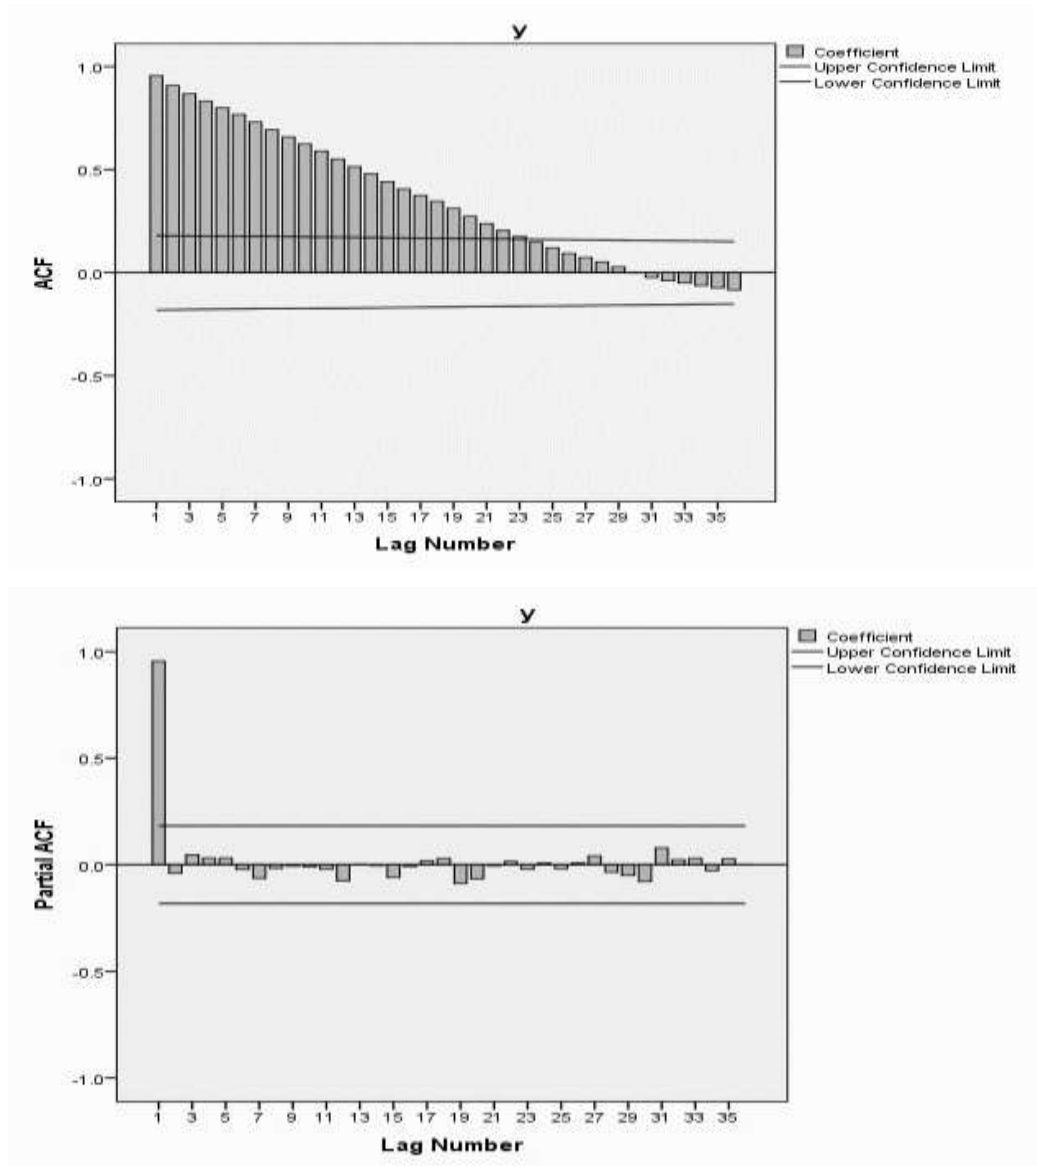 y
Coefficient
Upper Confidence Limit
Lower Confidence Limit
1.0
0.5
0.0
-0.5
-1.0
ACF
1 3 5 7 9 11 13 15 17 19 21 23 25 27 29 31 33 35
Lag Number
y
Coefficient
Upper Confidence Limit
Lower Confidence Limit
1.0
0.5
0.0
-0.5
-1.0
Partial ACF
1 3 5 7 9 11 13 15 17 19 21 23 25 27 29 31 33 35
Lag Number